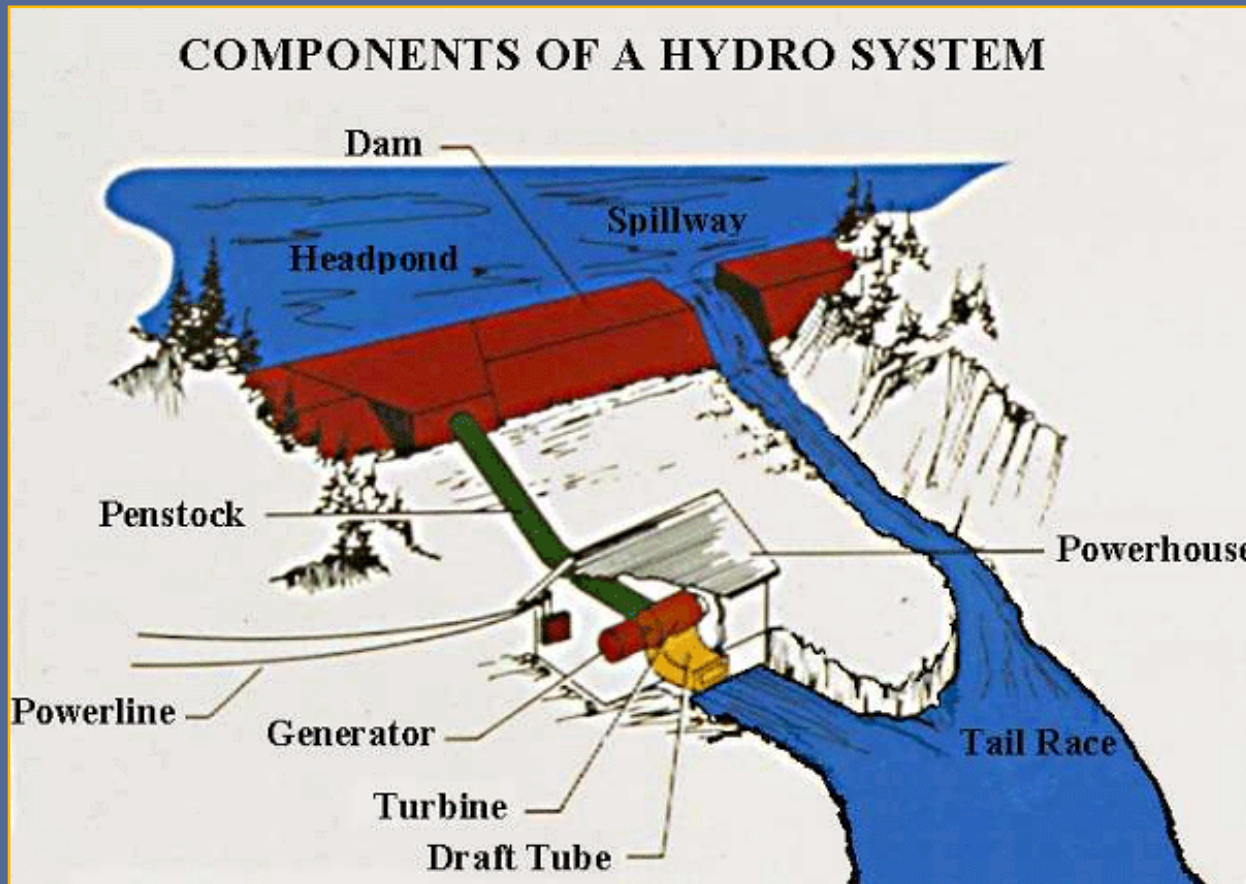 COMPONENTS OF A HYDRO SYSTEM
Dam
Spillway
Headpond
Penstock
Powerhouse
Powerline
Generator
Tail Race
Turbine
Draft Tube